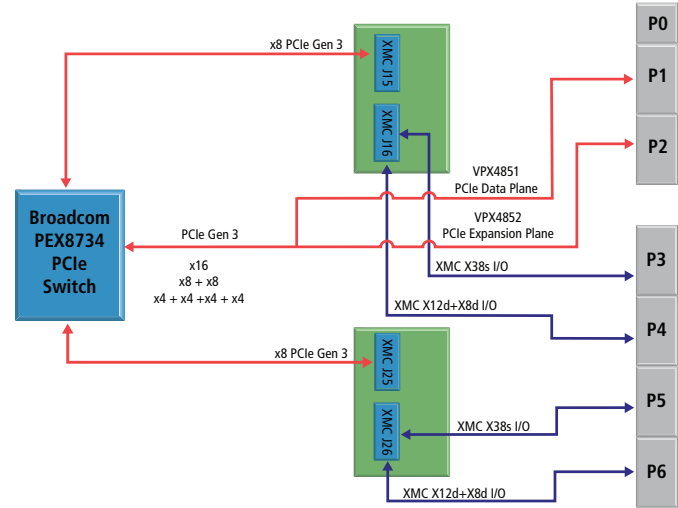 x8 PCIe Gen 3
XMC J15
XMC J16
P0
P1
P2
VPX4851
PCIe Data Plane
VPX4852
PCIe Expansion Plane
Broadcom
PEX8734
PCIe
Switch
PCIe Gen 3
x16
x8 + x8
x4 + x4 +x4 + x4
XMC X38s I/O
XMC X12d+X8d I/O
P3
P4
x8 PCIe Gen 3
XMC J25
XMC J26
XMC X38s I/O
XMC X12d+X8d I/O
P5
P6